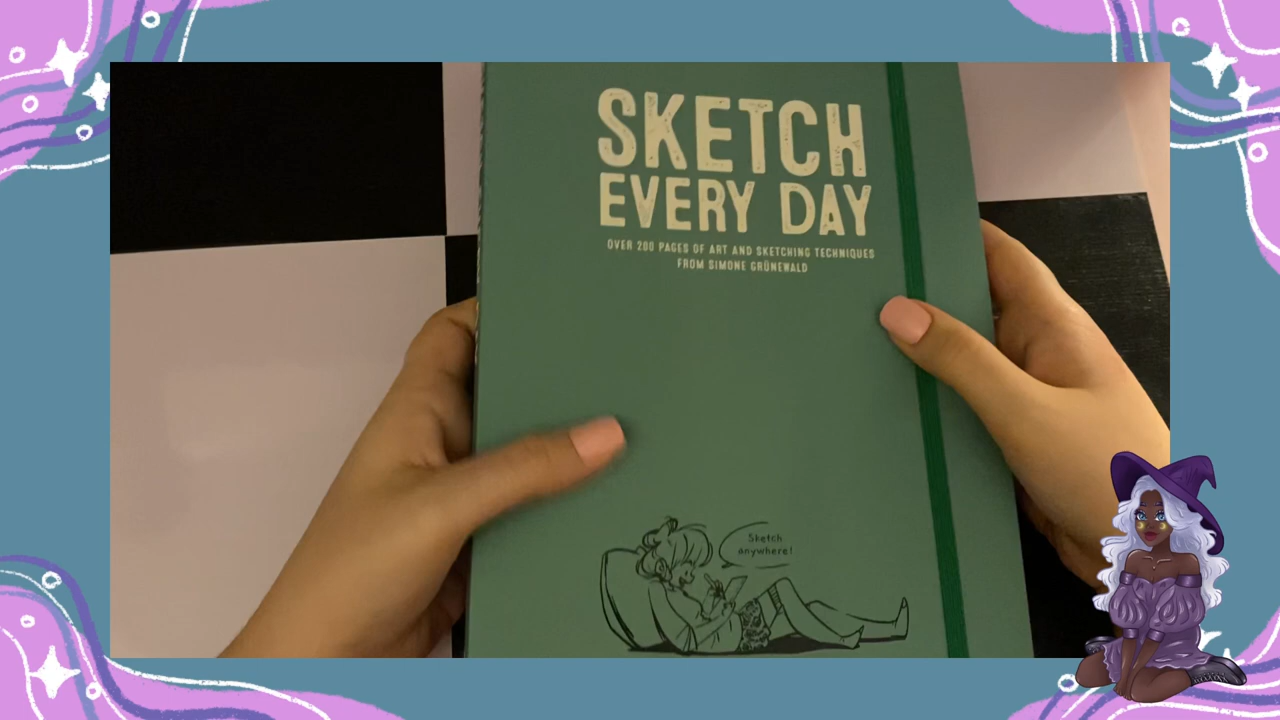 SKETCH
EVERY DAY
OVER 200 PAGES OF ART AND SKETCHING TECHNIQUES
FROM SIMONE GRÜNEWALD
Sketch
anywhere!